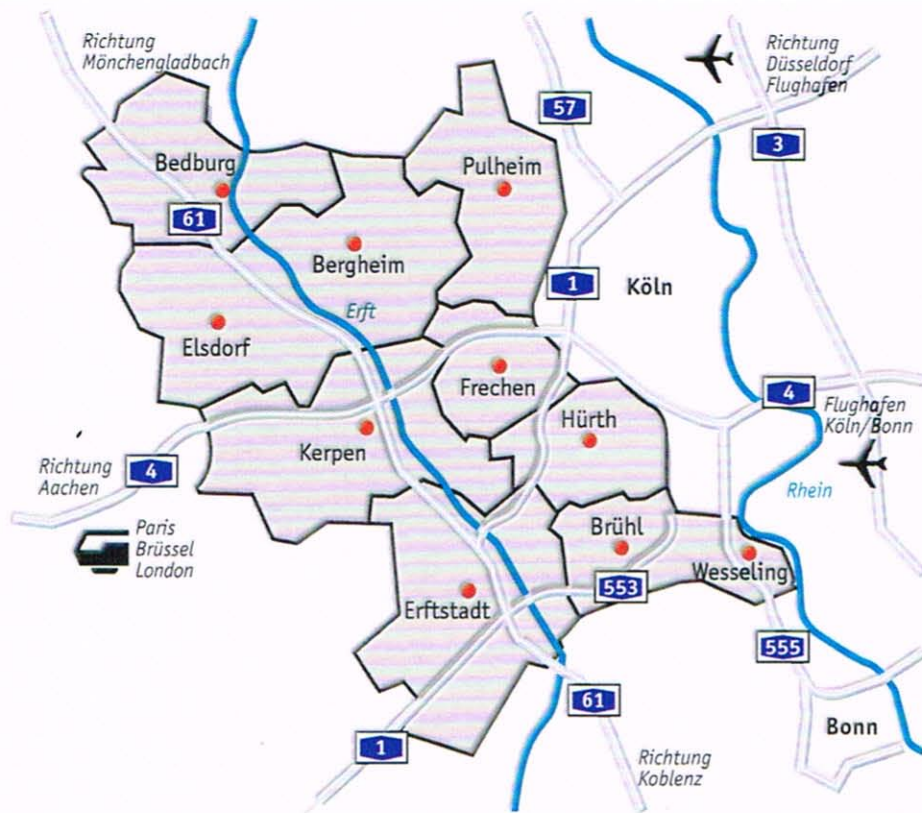 Richtung
Mönchengladbach
Richtung
Düsseldorf
Flughafen
57
3
Bedburg
Pulheim
61
Bergheim
1
Köln
Erft
Elsdorf
Frechen
4
Flughafen
Köln/Bonn
Hürth
Kerpen
Richtung
Aachen
4
Rhein
Paris
Brüssel
London
Brühl
Wesseling
553
Erftstadt
555
61
Bonn
1
Richtung
Koblenz